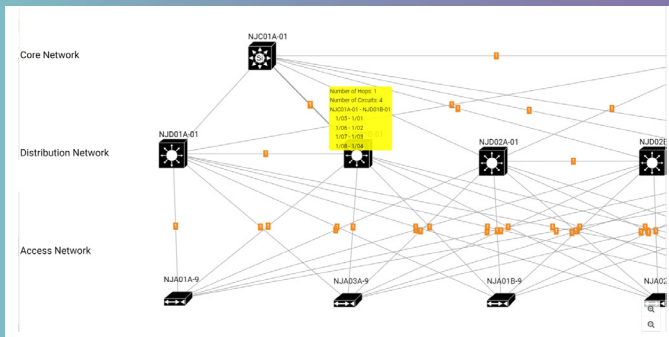 NJC01A-01
Core Network
Number of Hops: 1
Number of Circuits: 4
NJC01A-01 - NJD01B-01
1/05 - 1/01
1/06 - 1/02
1/07 - 1/03
1/08 - 1/04
NJD01A-01
NJD02A-01
NJD02B
Distribution Network
Access Network
NJA01A-9
NJA03A-9
NJA01B-9
NJA02